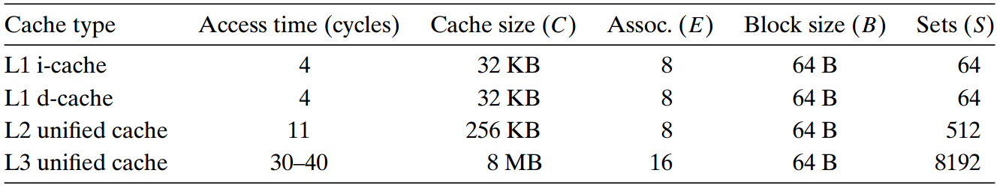 Cache type Access time (cycles) Cache size (C) Assoc. (E) Block size (B) Sets (S)
L1 i-cache 4 32 KB 8 64 B 64
L1 d-cache 4 32 KB 8 64 B 64
L2 unified cache 11 256 KB 8 64 B 512
L3 unified cache 30–40 8 MB 16 64 B 8192